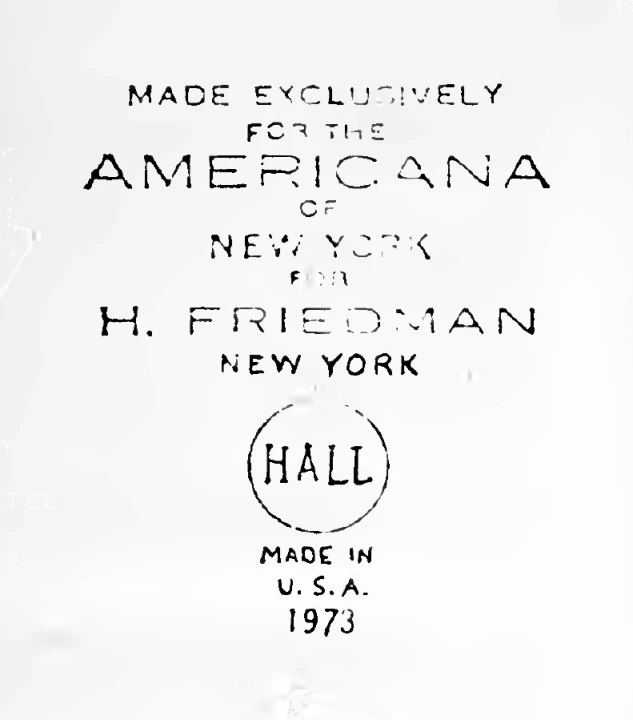 MADE EXCLUSIVELY
FOR THE
AMERICANA
OF
NEW YORK
FOR
H. FRIEDMAN
NEW YORK
HALL
MADE IN
U.S.A.
1973